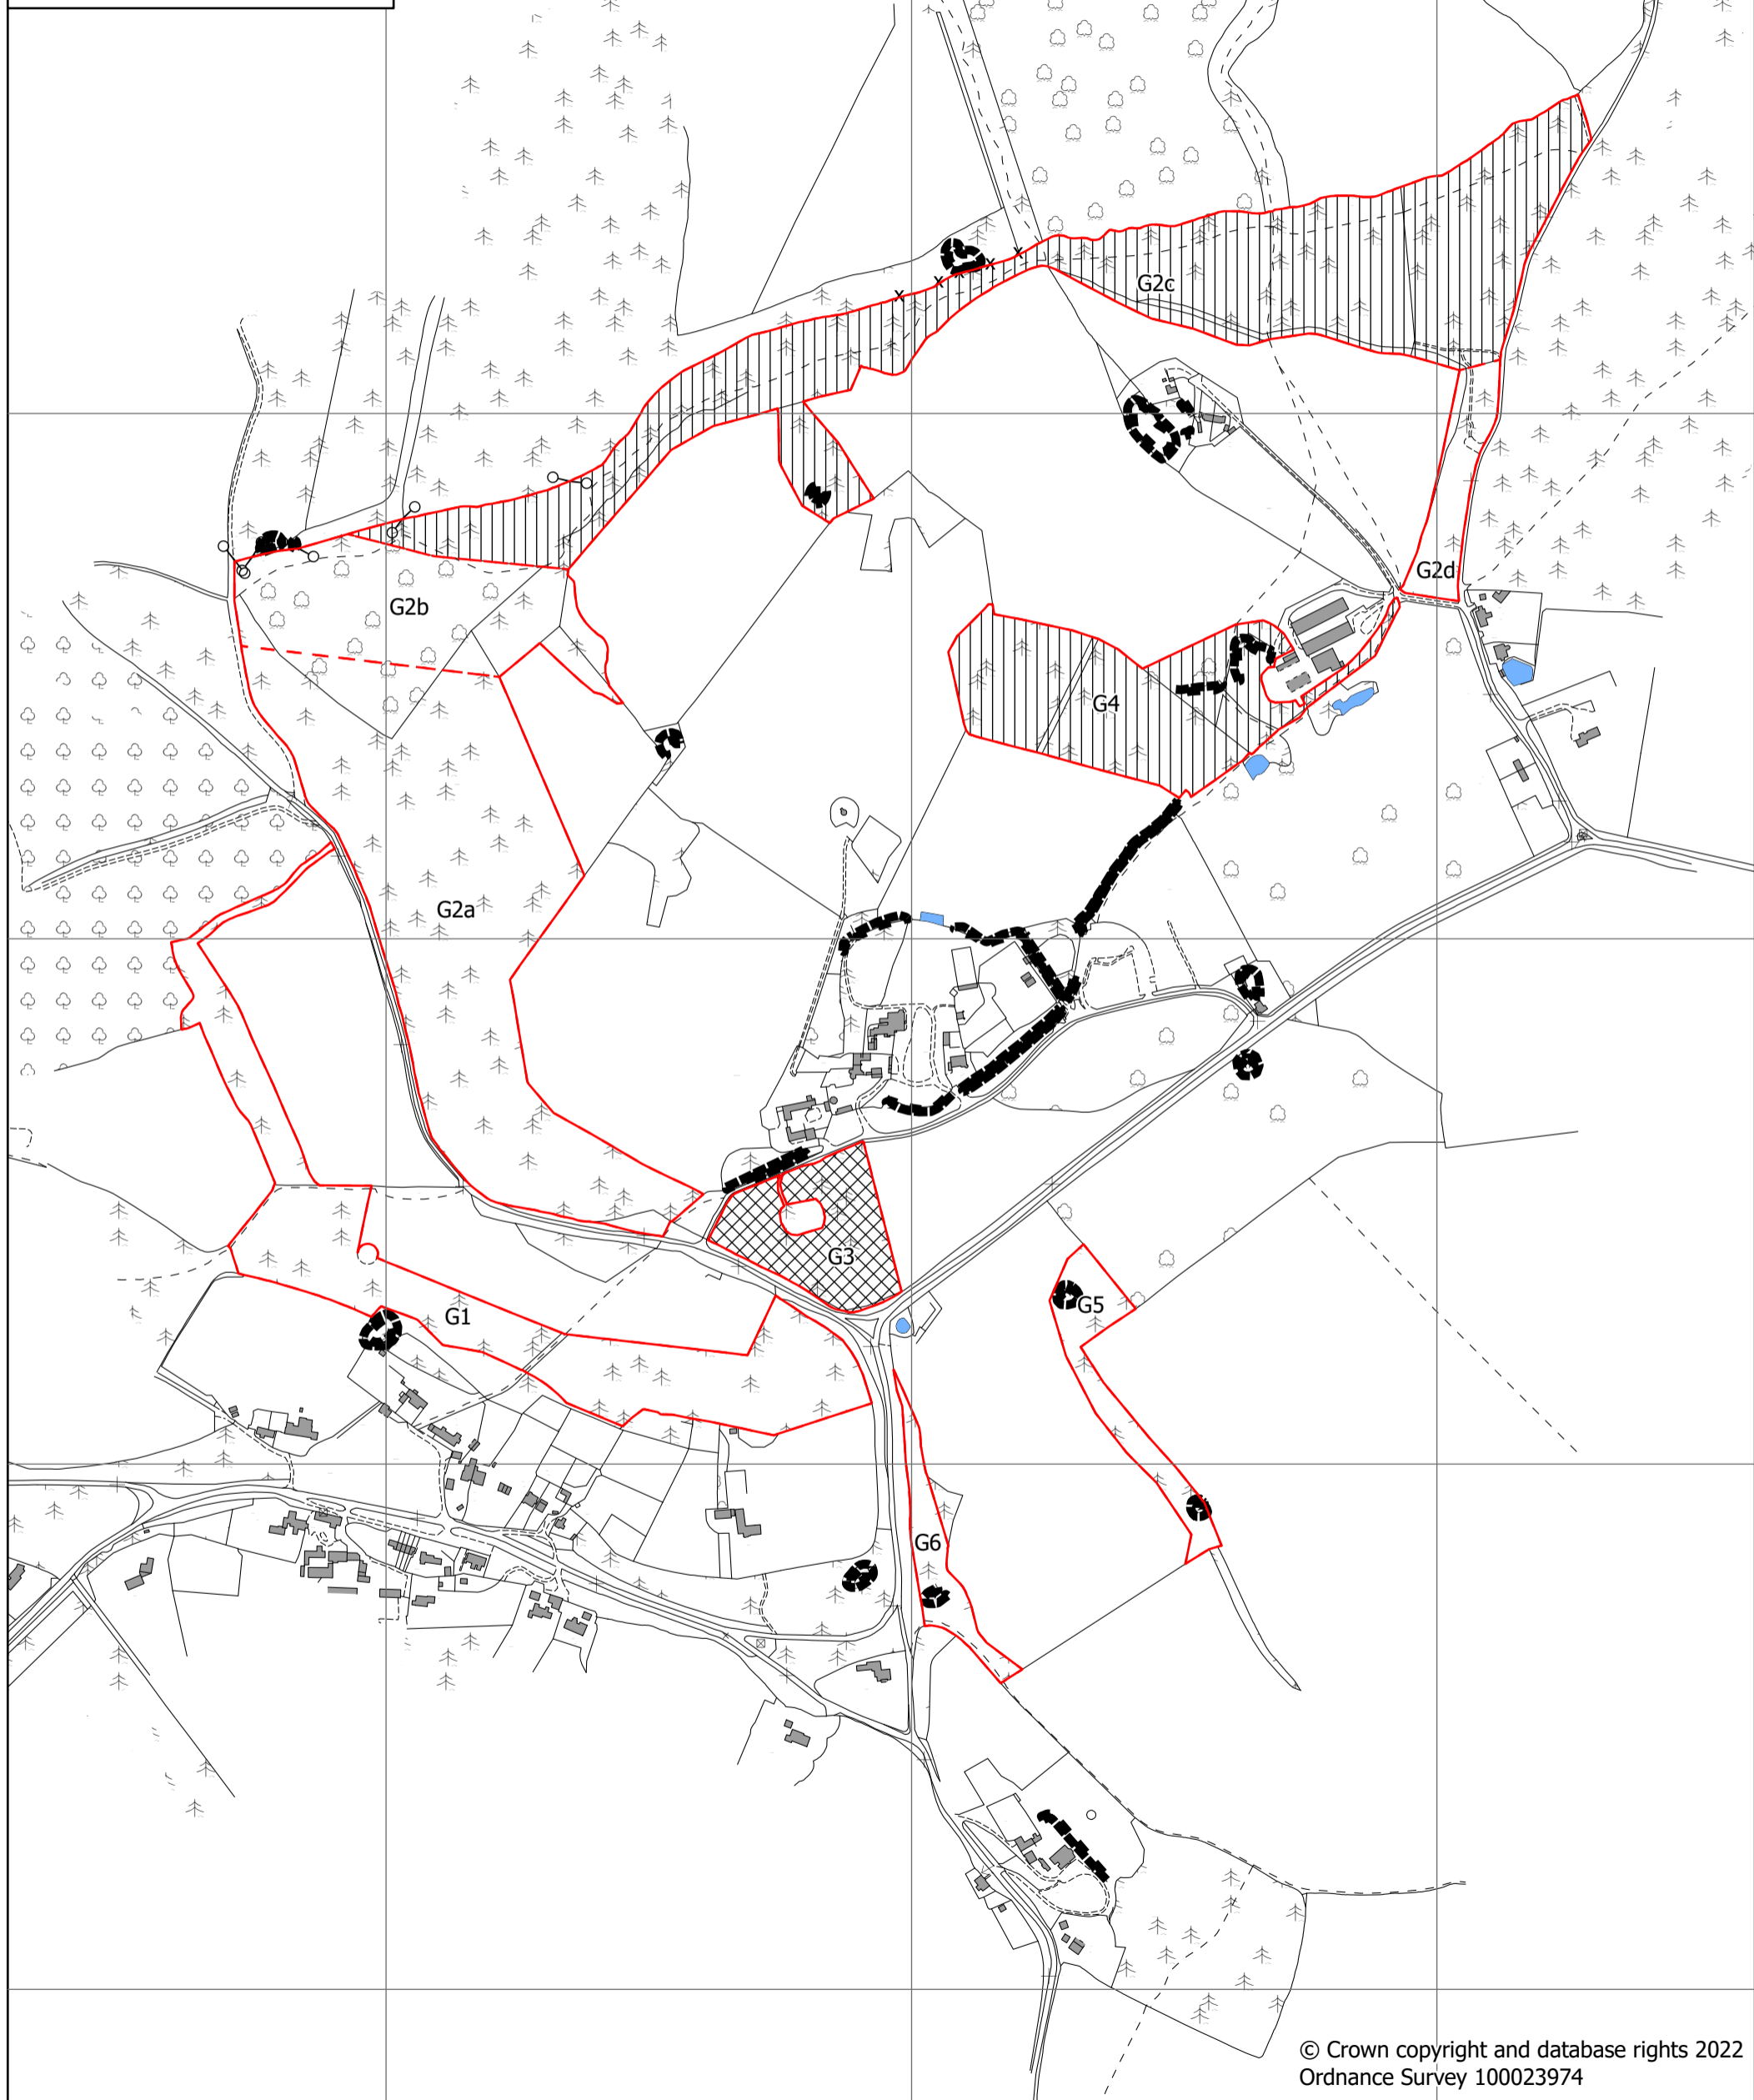 G2c
G2d
G2b
G4
G2a
G3
G5
G1
G6
© Crown copyright and database rights 2022
Ordnance Survey 100023974